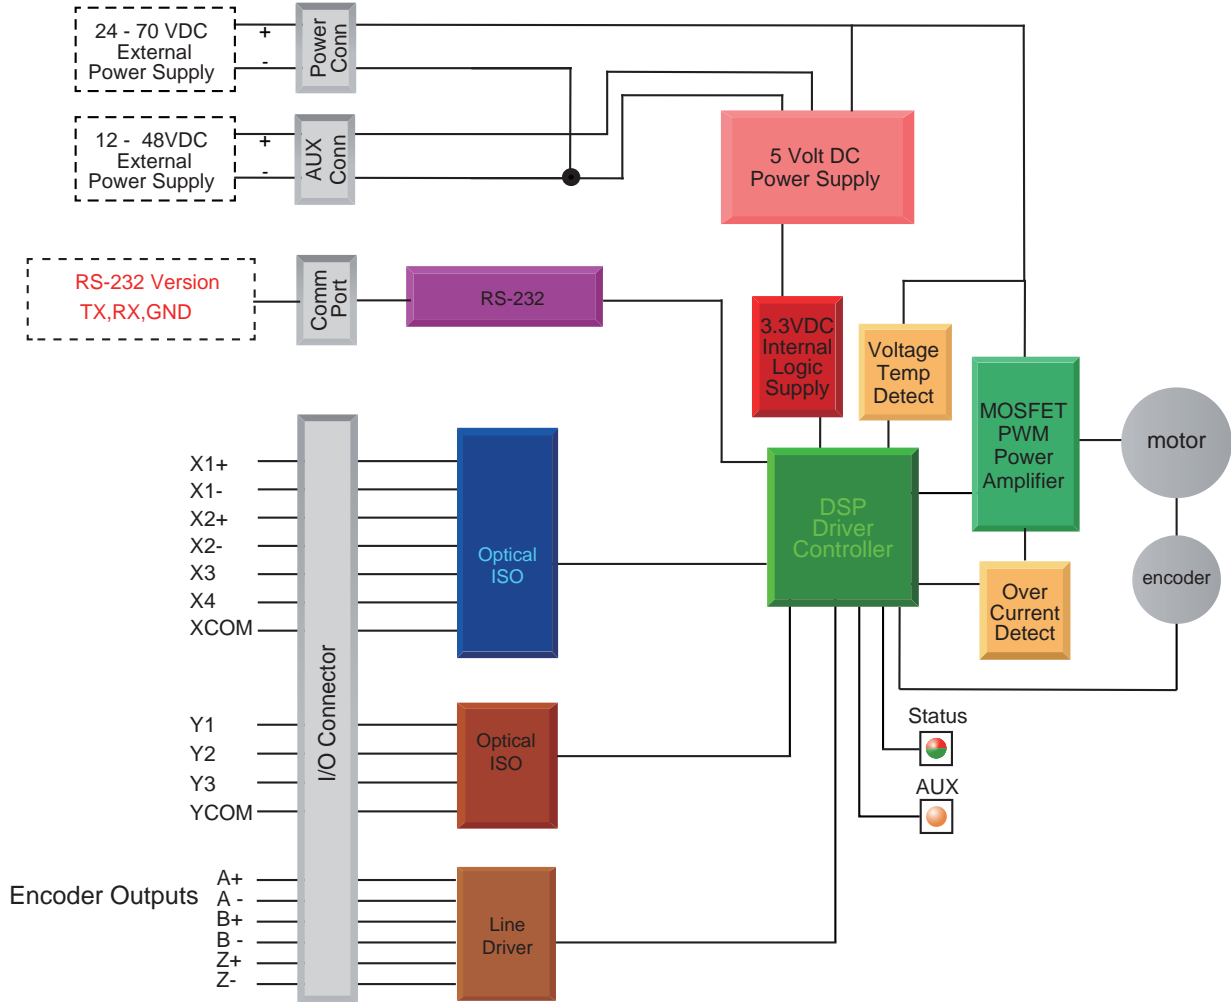 24 - 70 VDC
External
Power Supply
+
-
Power
Conn
12 - 48VDC
External
Power Supply
+
-
AUX
Conn
5 Volt DC
Power Supply
RS-232 Version
TX,RX,GND
Comm
Port
RS-232
3.3VDC
Internal
Logic
Supply
Voltage
Temp
Detect
MOSFET
PWM
Power
Amplifier
motor
encoder
DSP
Driver
Controller
Over
Current
Detect
X1+
X1-
X2+
X2-
X3
X4
XCOM
I/O Connector
Optical
ISO
Y1
Y2
Y3
YCOM
Optical
ISO
Status
AUX
Encoder Outputs
A+
A -
B+
B -
Z+
Z-
Line
Driver